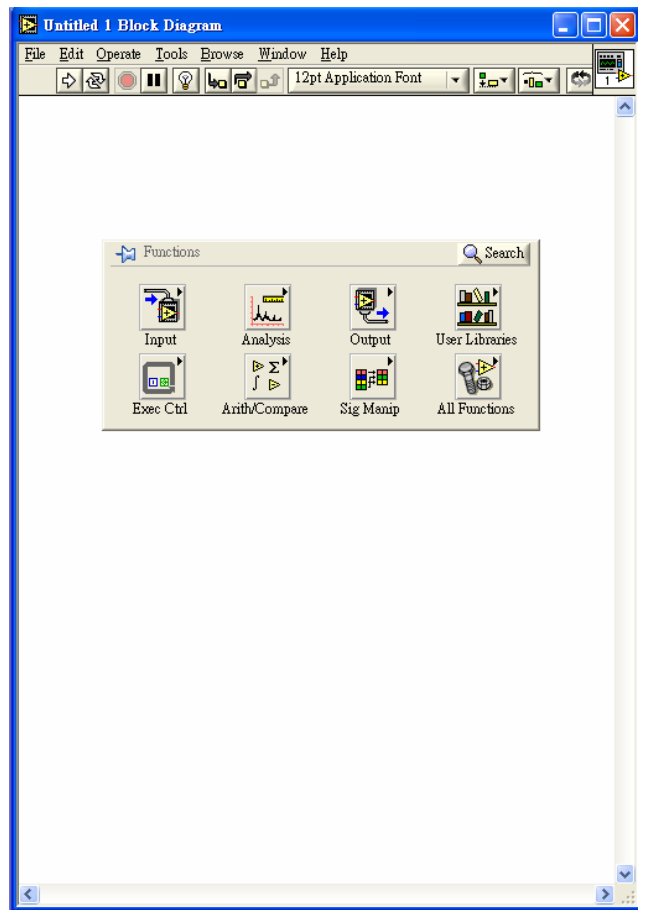 Untitled 1 Block Diagram
File Edit Operate Tools Browse Window Help
12pt Application Font
1
Functions Search
Input Analysis Output User Libraries
Exec Ctrl Arith/Compare Sig Manip All Functions